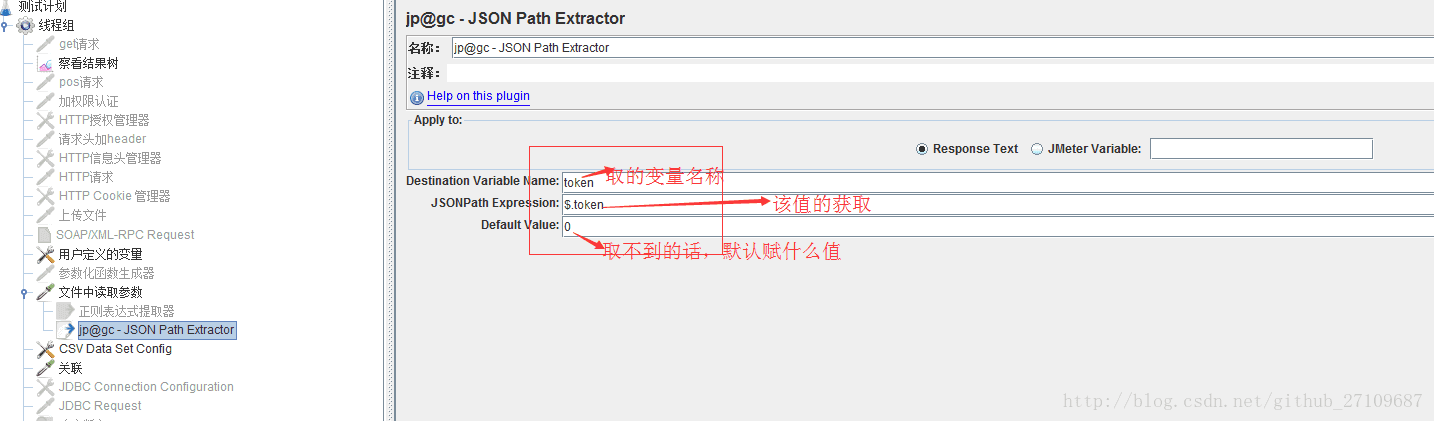 测试计划
线程组
get请求
察看结果树
pos请求
加权限认证
HTTP授权管理器
请求头加header
HTTP信息头管理器
HTTP请求
HTTP Cookie 管理器
上传文件
SOAP/XML-RPC Request
用户定义的变量
参数化函数生成器
文件中读取参数
正则表达式提取器
jp@gc - JSON Path Extractor
CSV Data Set Config
关联
JDBC Connection Configuration
JDBC Request
jp@gc - JSON Path Extractor
名称： jp@gc - JSON Path Extractor
注释：
Help on this plugin
Apply to:
Response Text JMeter Variable:
Destination Variable Name: token 取的变量名称
JSONPath Expression: $.token 该值的获取
Default Value: 0
取不到的话，默认赋什么值
http://blog.csdn.net/github_27109687